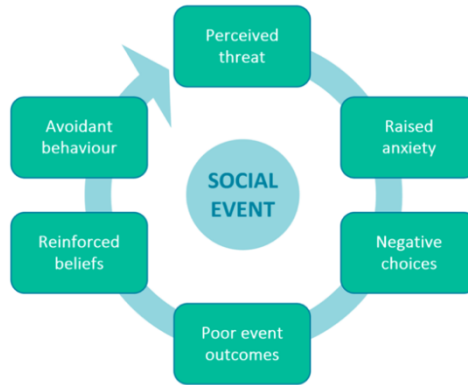 Perceived
threat
Raised
anxiety
Negative
choices
Poor event
outcomes
Reinforced
beliefs
Avoidant
behaviour
SOCIAL
EVENT